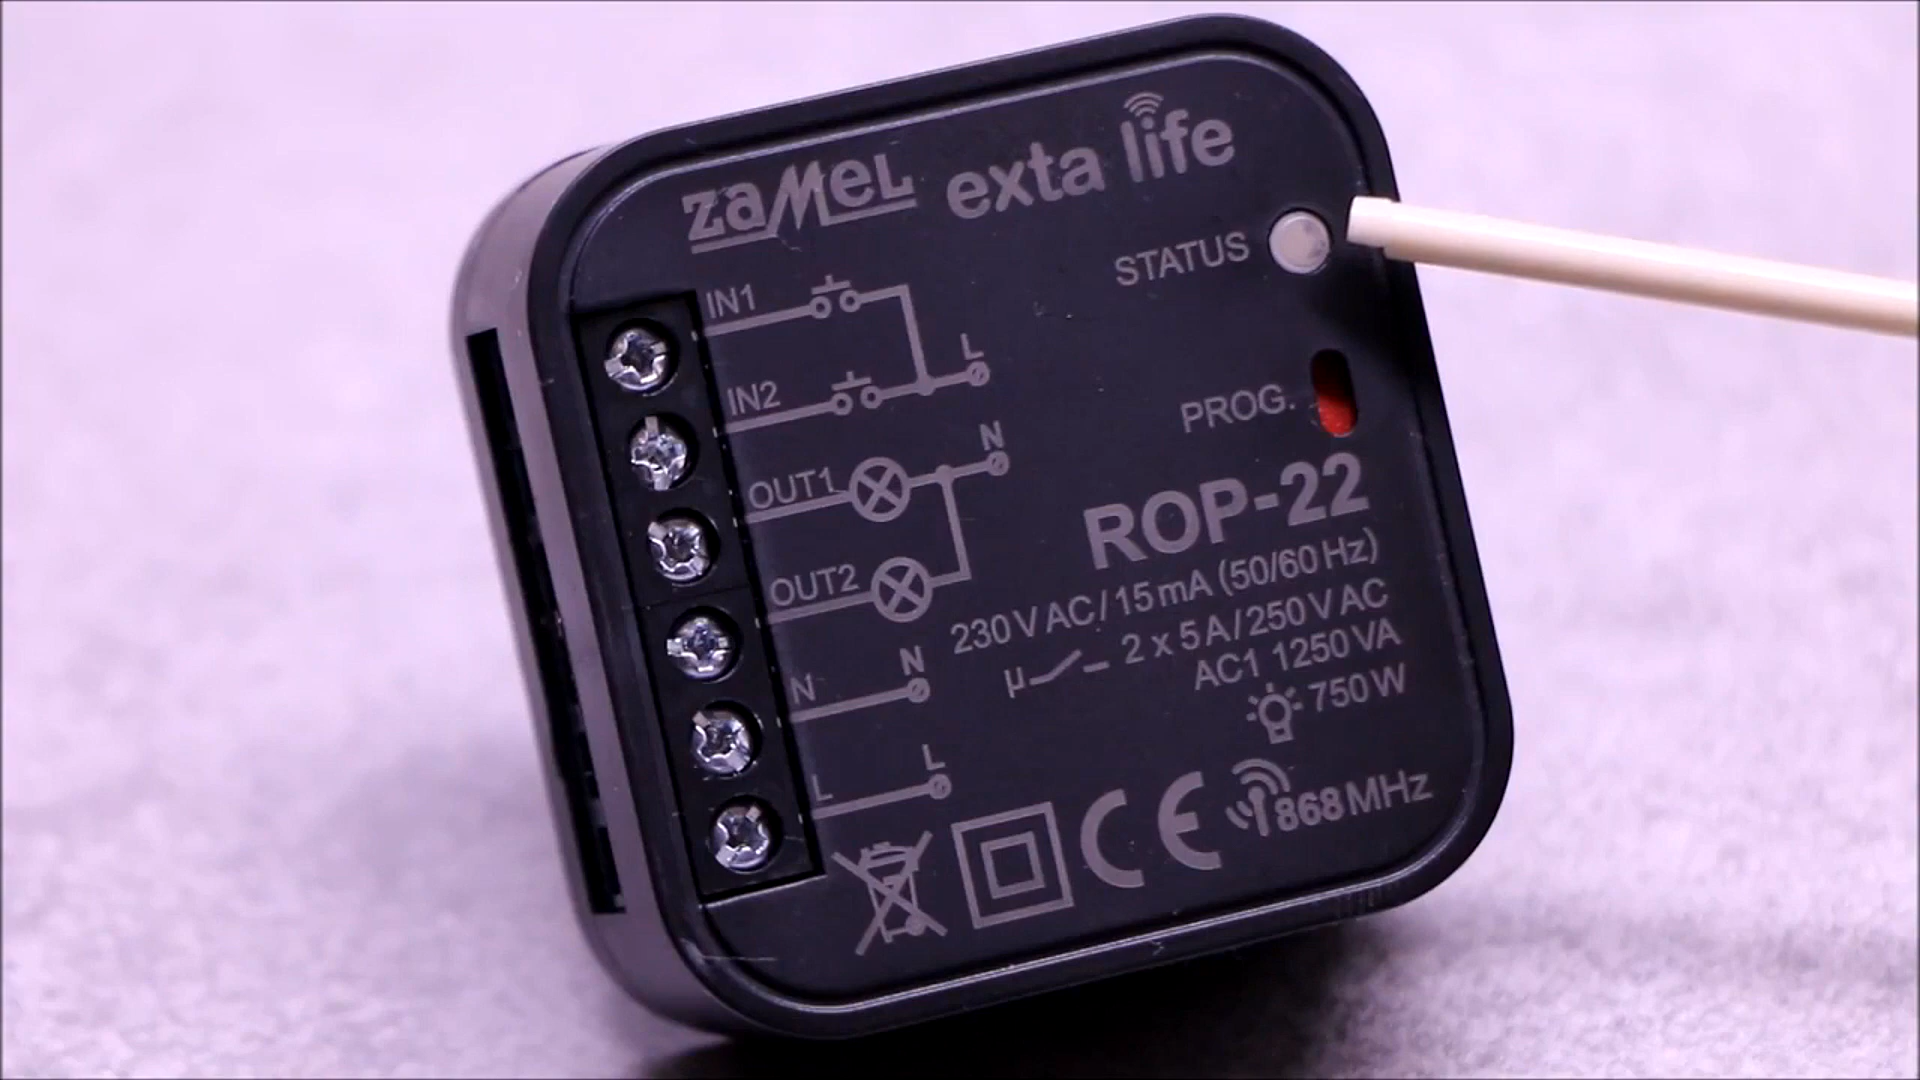 zaMeL exta life
STATUS
IN1
L
IN2
PROG.
N
OUT1
ROP-22
OUT2
230 V AC / 15 mA (50/60 Hz)
µ 2 x 5 A / 250 V AC
AC1 1250 VA
750 W
N N
L L
CE 868 MHz